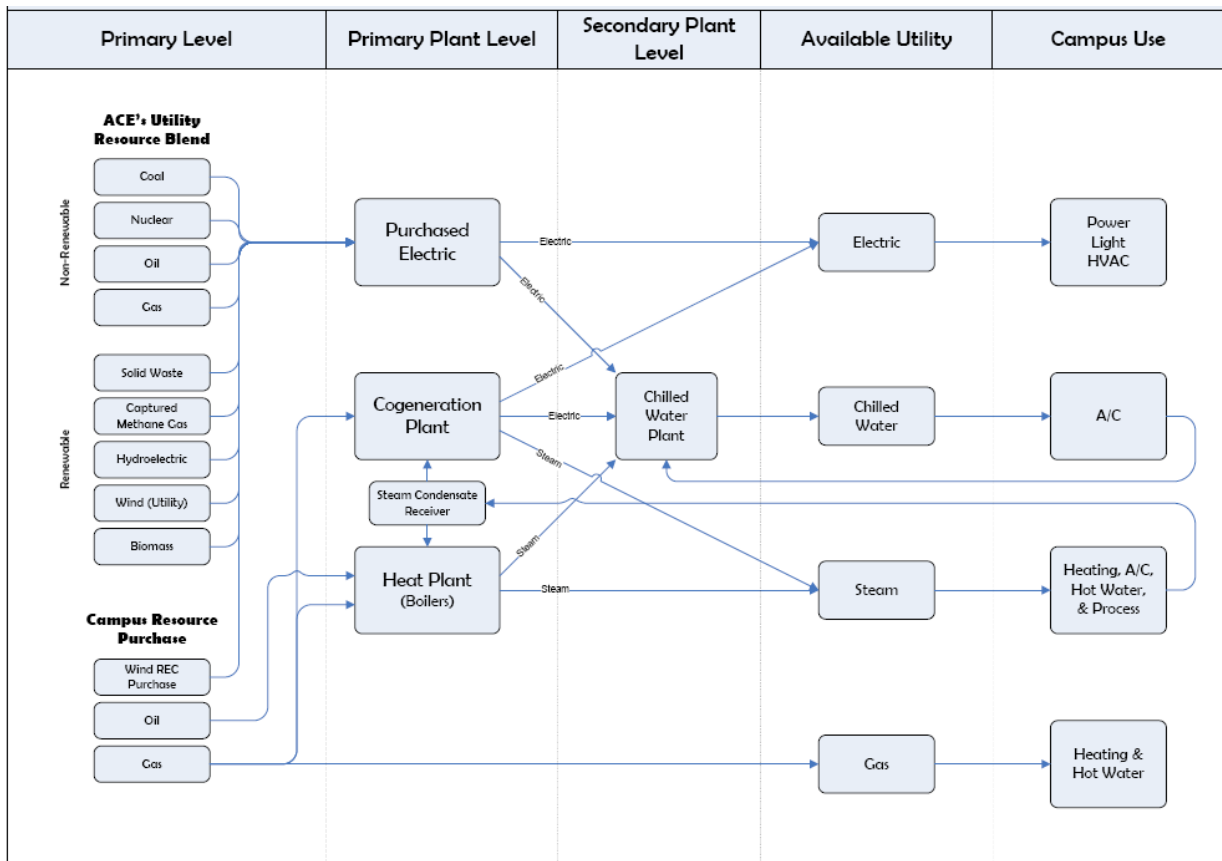 Primary Level
Primary Plant Level
Secondary Plant
Level
Available Utility
Campus Use
ACE's Utility
Resource Blend
Non-Renewable
Coal
Nuclear
Oil
Gas
Renewable
Solid Waste
Captured
Methane Gas
Hydroelectric
Wind (Utility)
Biomass
Campus Resource
Purchase
Wind REC
Purchase
Oil
Gas
Purchased
Electric
Cogeneration
Plant
Steam Condensate
Receiver
Heat Plant
(Boilers)
Electric
Electric
Electric
Electric
Steam
Steam
Steam
Chilled
Water
Plant
Electric
Chilled
Water
Steam
Gas
Power
Light
HVAC
A/C
Heating, A/C,
Hot Water,
& Process
Heating &
Hot Water